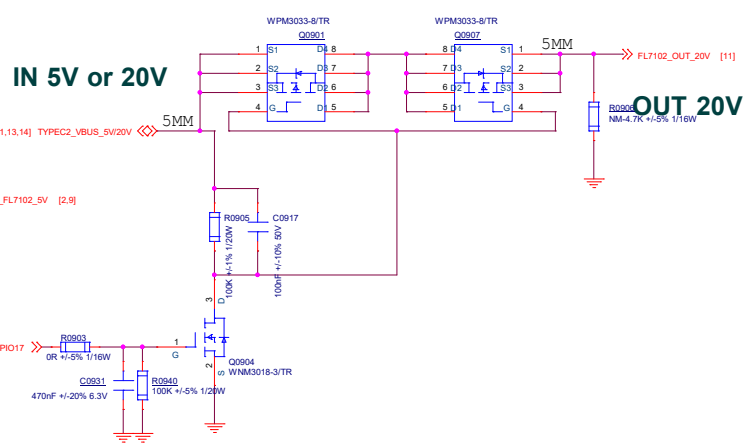 WPM3033-8/TR
Q0901
WPM3033-8/TR
Q0907
1 S1 D4 8
2 S2 D3 7
3 S3 D2 6
4 G D1 5
8 D4 S1 1
7 D3 S2 2
6 D2 S3 3
5 D1 G 4
5MM
FL7102_OUT_20V [11]
IN 5V or 20V
OUT 20V
R0906
NM-4.7K +/-5% 1/16W
1,13,14] TYPEC2_VBUS_5V/20V
5MM
_FL7102_5V [2,9]
R0905
100K +/-1% 1/20W
C0917
100nF +/-10% 50V
3 D
PIO17
R0903
0R +/-5% 1/16W
1
G
2 S
Q0904
WNM3018-3/TR
C0931
470nF +/-20% 6.3V
R0940
100K +/-5% 1/20W